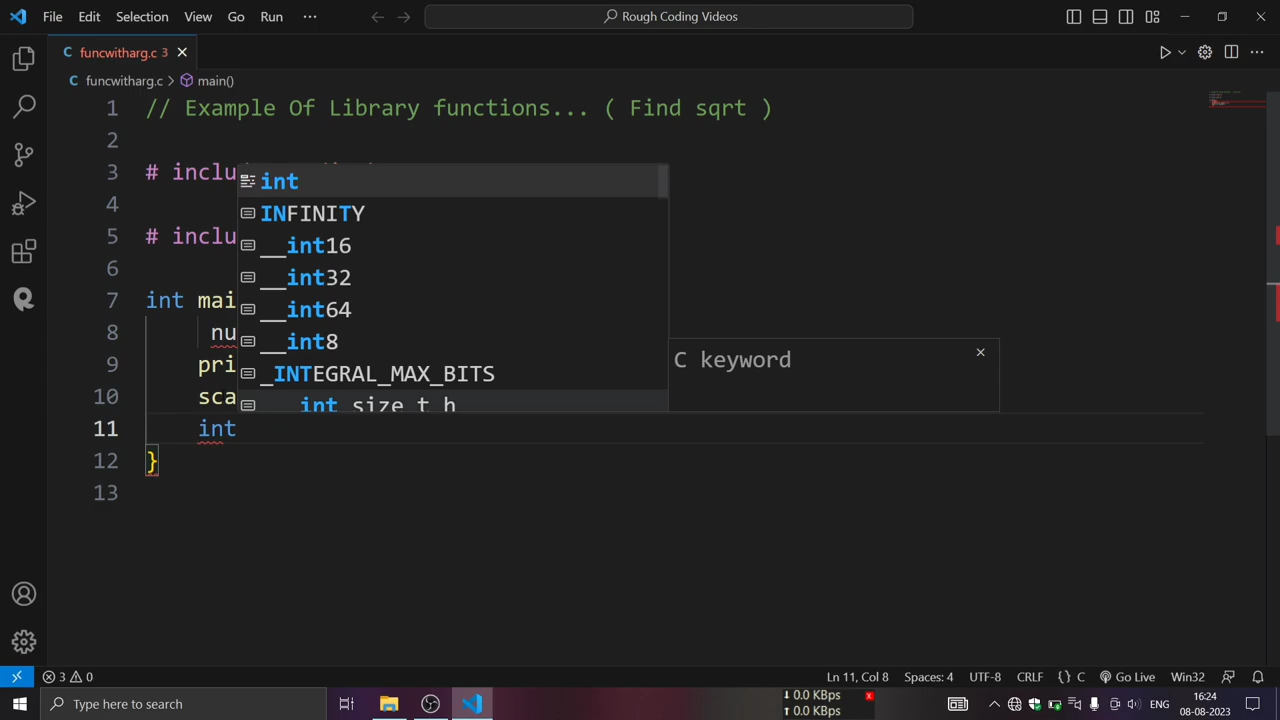 File Edit Selection View Go Run ... Rough Coding Videos
C funcwitharg.c 3
C funcwitharg.c > main()
1 // Example Of Library functions... ( Find sqrt )
2
3 # inclu
int
4 INFINITY
5 # inclu
__int16
6 __int32
7 int mai
__int64
8 nu
__int8
9 pri
_INTEGRAL_MAX_BITS
C keyword
10 sca
int size t h
11 int
12 }
13
3 0 Ln 11, Col 8 Spaces: 4 UTF-8 CRLF {} C Go Live Win32
Type here to search
0.0 KBps
0.0 KBps
ENG
16:24
08-08-2023